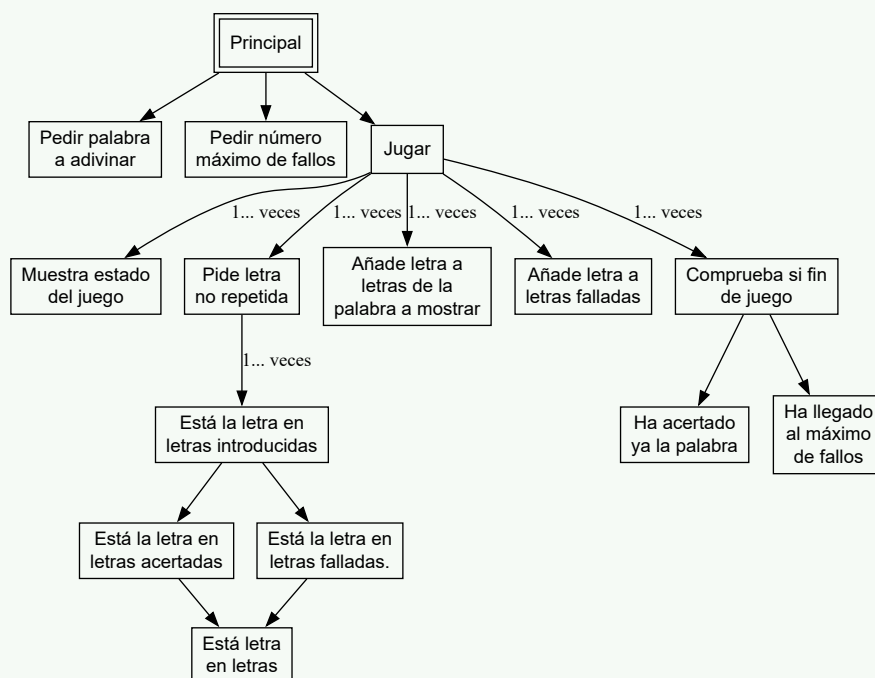 Principal
Pedir palabra
a adivinar
Pedir número
máximo de fallos
Jugar
1... veces
1... veces
1... veces
1... veces
1... veces
Muestra estado
del juego
Pide letra
no repetida
Añade letra a
letras de la
palabra a mostrar
Añade letra a
letras falladas
Comprueba si fin
de juego
1... veces
Está la letra en
letras introducidas
Ha acertado
ya la palabra
Ha llegado
al máximo
de fallos
Está la letra en
letras acertadas
Está la letra en
letras falladas.
Está letra
en letras